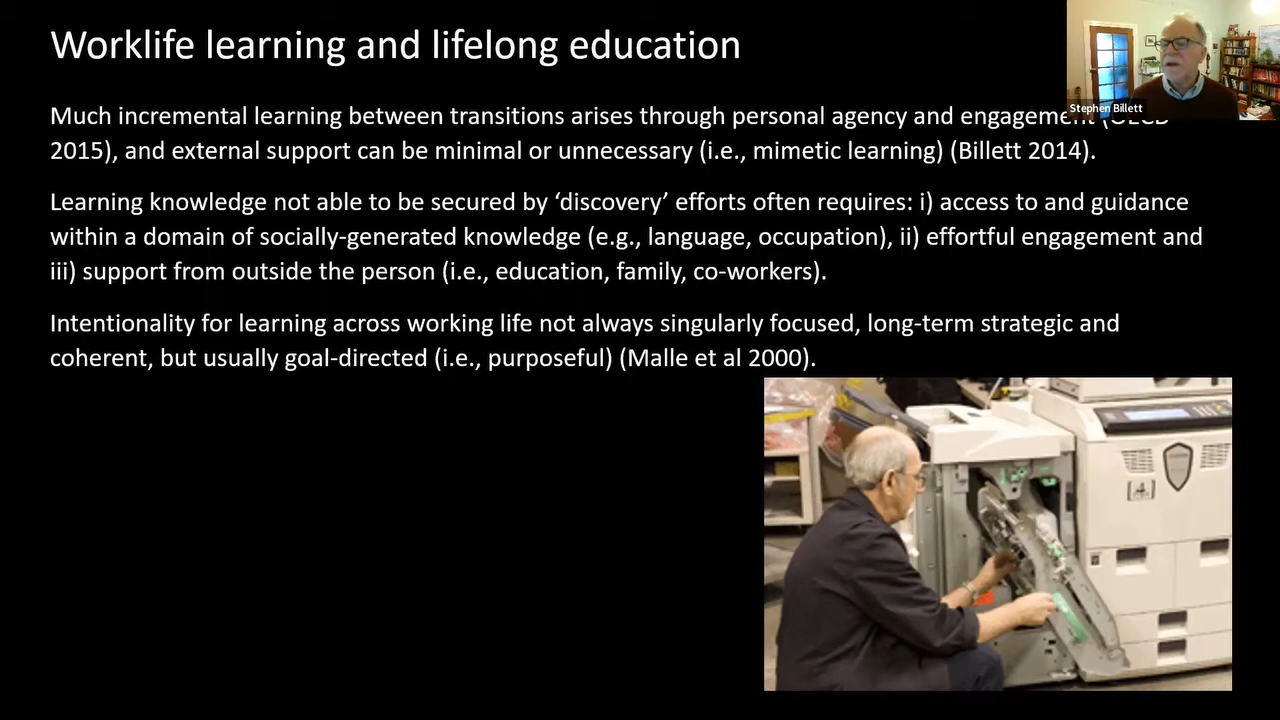 Worklife learning and lifelong education
Stephen Billett
Much incremental learning between transitions arises through personal agency and engagement (OECD
2015), and external support can be minimal or unnecessary (i.e., mimetic learning) (Billett 2014).
Learning knowledge not able to be secured by ‘discovery’ efforts often requires: i) access to and guidance
within a domain of socially-generated knowledge (e.g., language, occupation), ii) effortful engagement and
iii) support from outside the person (i.e., education, family, co-workers).
Intentionality for learning across working life not always singularly focused, long-term strategic and
coherent, but usually goal-directed (i.e., purposeful) (Malle et al 2000).